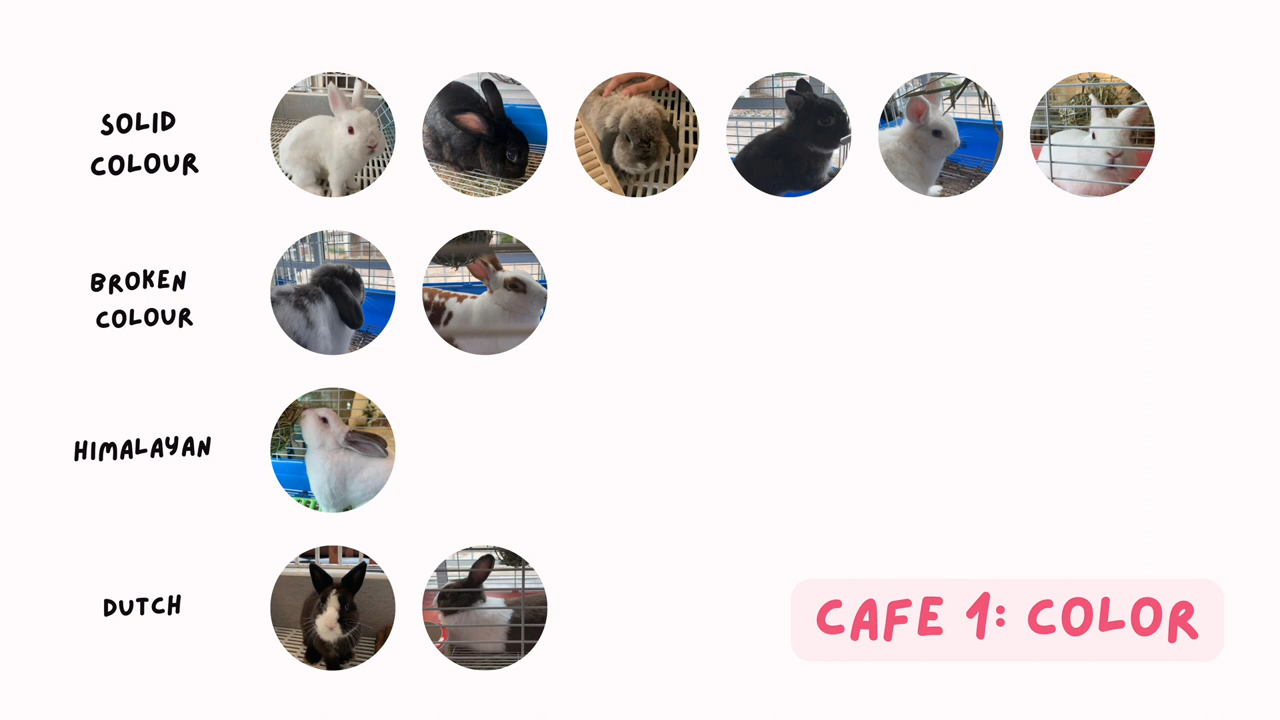 SOLID
COLOUR
BROKEN
COLOUR
HIMALAYAN
DUTCH
CAFE 1: COLOR